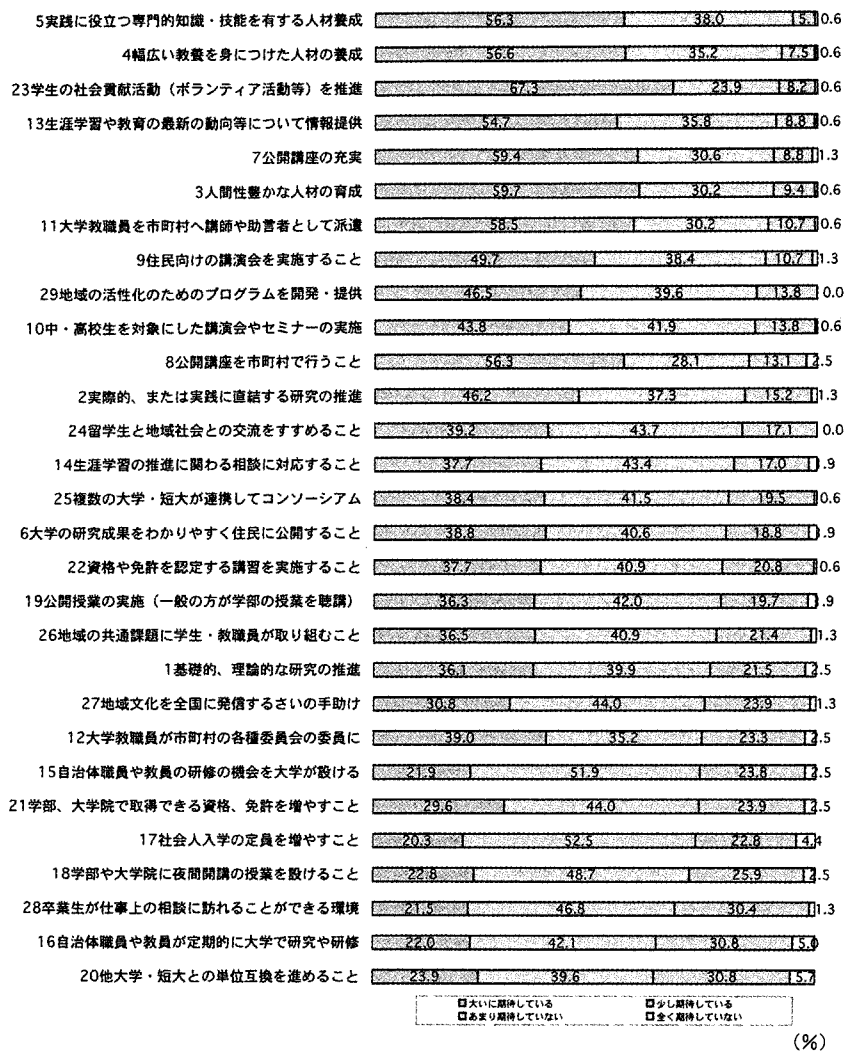 5実践に役立つ専門的知識・技能を有する人材養成 56.3 38.0 5.1 0.6
4幅広い教養を身につけた人材の養成 56.6 35.2 7.5 0.6
23学生の社会貢献活動（ボランティア活動等）を推進 67.3 23.9 8.2 0.6
13生涯学習や教育の最新の動向等について情報提供 54.7 35.8 8.8 0.6
7公開講座の充実 59.4 30.6 8.8 1.3
3人間性豊かな人材の育成 59.7 30.2 9.4 0.6
11大学教職員を市町村へ講師や助言者として派遣 58.5 30.2 10.7 0.6
9住民向けの講演会を実施すること 49.7 38.4 10.7 1.3
29地域の活性化のためのプログラムを開発・提供 46.5 39.6 13.8 0.0
10中・高校生を対象にした講演会やセミナーの実施 43.8 41.9 13.8 0.6
8公開講座を市町村で行うこと 56.3 28.1 13.1 2.5
2実際的、または実践に直結する研究の推進 46.2 37.3 15.2 1.3
24留学生と地域社会との交流をすすめること 39.2 43.7 17.1 0.0
14生涯学習の推進に関わる相談に対応すること 37.7 43.4 17.0 1.9
25複数の大学・短大が連携してコンソーシアム 38.4 41.5 19.5 0.6
6大学の研究成果をわかりやすく住民に公開すること 38.8 40.6 18.8 1.9
22資格や免許を認定する講習を実施すること 37.7 40.9 20.8 0.6
19公開授業の実施（一般の方が学部の授業を聴講） 36.3 42.0 19.7 1.9
26地域の共通課題に学生・教職員が取り組むこと 36.5 40.9 21.4 1.3
1基礎的、理論的な研究の推進 36.1 39.9 21.5 2.5
27地域文化を全国に発信するさいの手助け 30.8 44.0 23.9 1.3
12大学教職員が市町村の各種委員会の委員に 39.0 35.2 23.3 2.5
15自治体職員や教員の研修の機会を大学が設ける 21.9 51.9 23.8 2.5
21学部、大学院で取得できる資格、免許を増やすこと 29.6 44.0 23.9 2.5
17社会人入学の定員を増やすこと 20.3 52.5 22.8 4.4
18学部や大学院に夜間開講の授業を設けること 22.8 48.7 25.9 2.5
28卒業生が仕事上の相談に訪れることができる環境 21.5 46.8 30.4 1.3
16自治体職員や教員が定期的に大学で研究や研修 22.0 42.1 30.8 5.0
20他大学・短大との単位互換を進めること 23.9 39.6 30.8 5.7
大いに期待している 少し期待している
あまり期待していない 全く期待していない
（%）